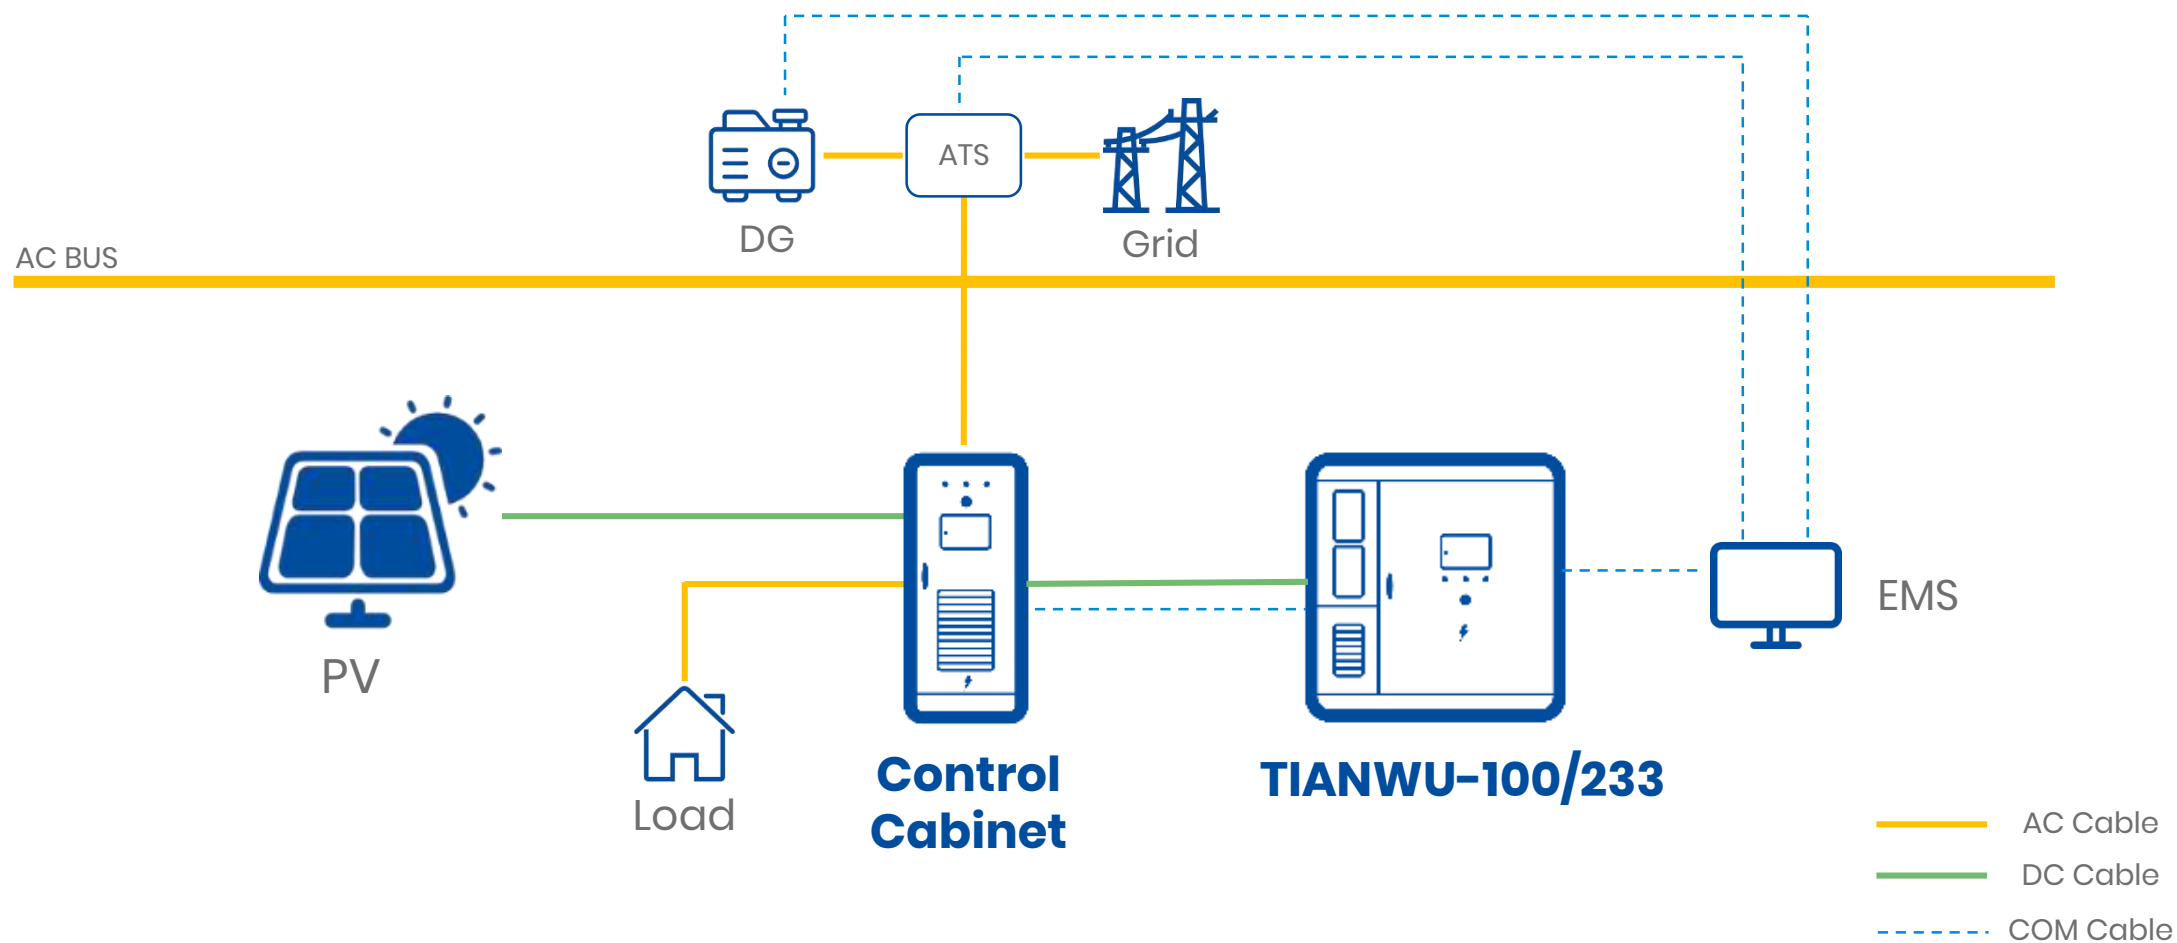 ATS
DG
Grid
AC BUS
PV
EMS
Load
Control
Cabinet
TIANWU-100/233
AC Cable
DC Cable
COM Cable